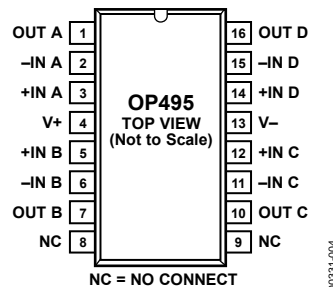 OUT A 1 16 OUT D
–IN A 2 15 –IN D
+IN A 3 14 +IN D
V+ 4 13 V–
+IN B 5 12 +IN C
–IN B 6 11 –IN C
OUT B 7 10 OUT C
NC 8 9 NC
OP495
TOP VIEW
(Not to Scale)
NC = NO CONNECT
00331-004